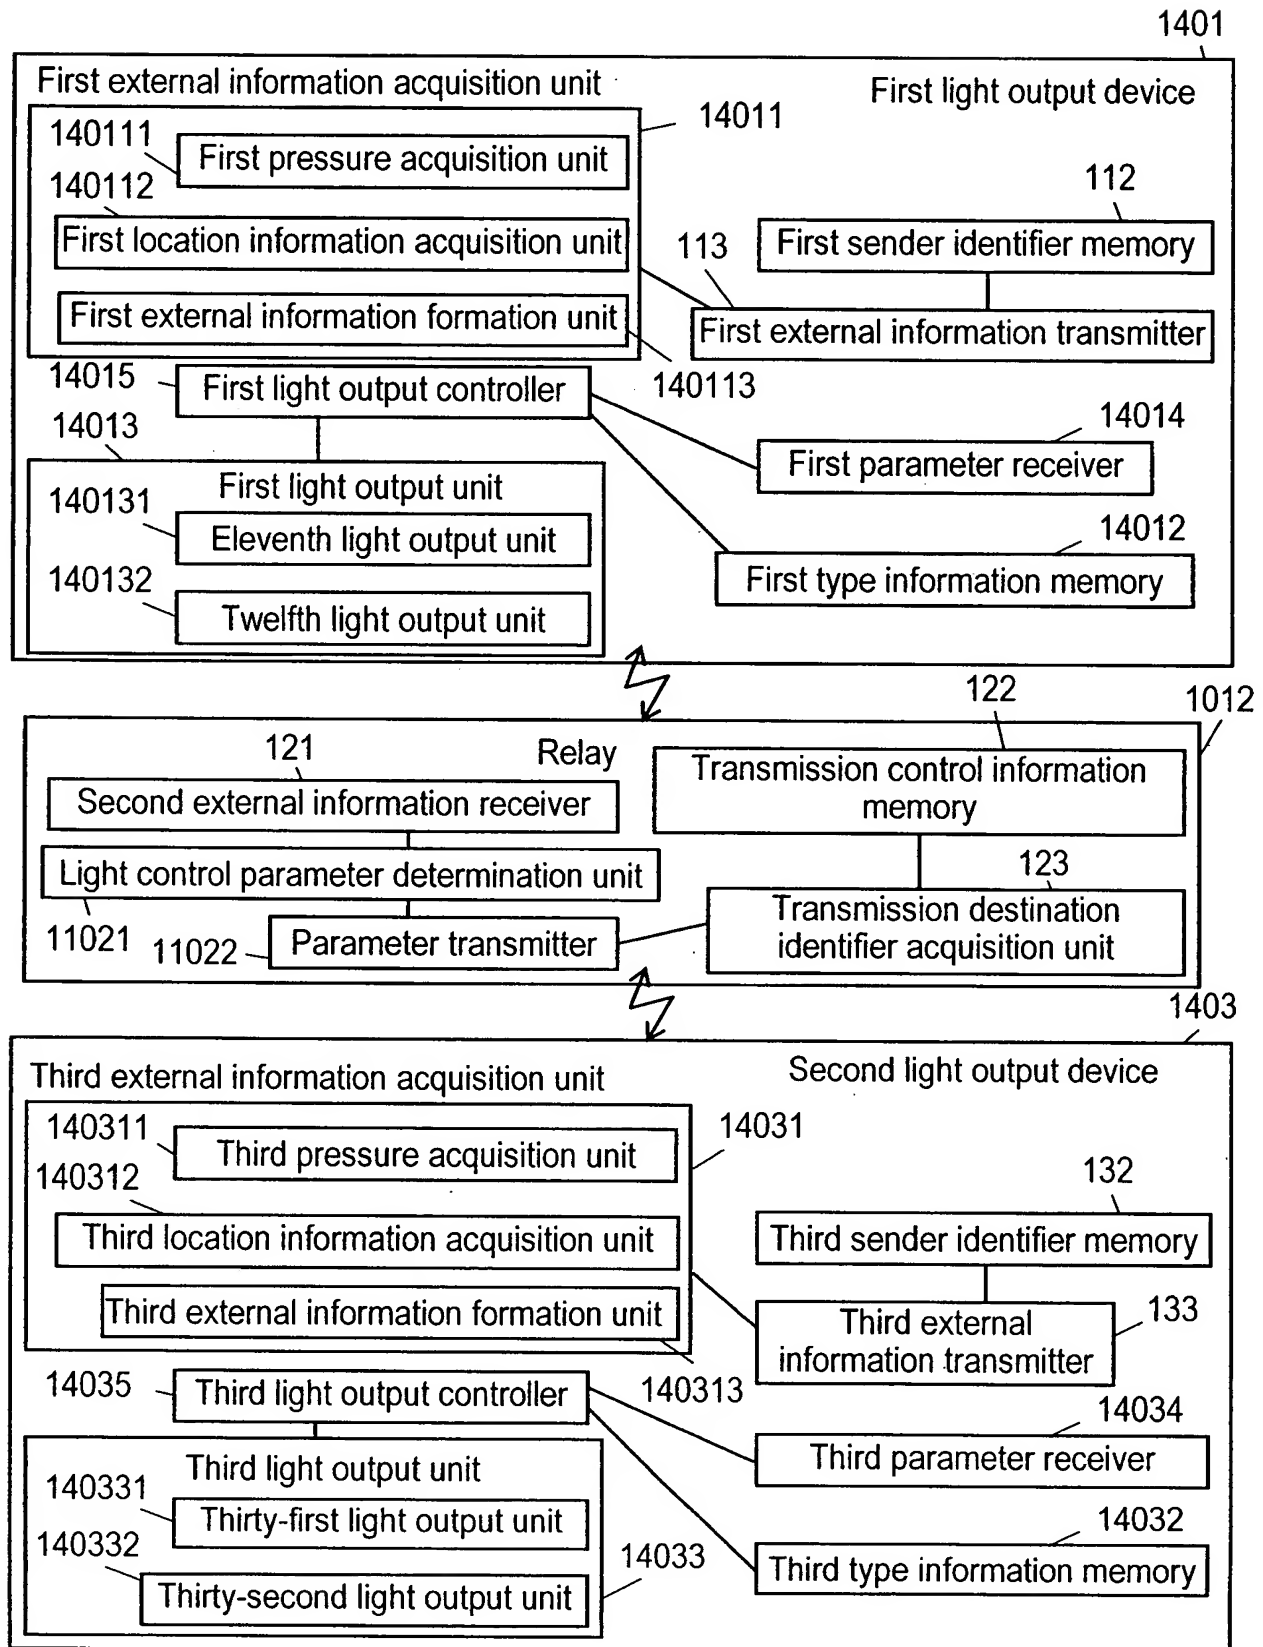 1401
First external information acquisition unit
First light output device
14011
140111
First pressure acquisition unit
140112
112
First location information acquisition unit
113
First sender identifier memory
First external information formation unit
First external information transmitter
14015
First light output controller
140113
14013
14014
First light output unit
First parameter receiver
140131
Eleventh light output unit
14012
140132
First type information memory
Twelfth light output unit
122
1012
121
Relay
Transmission control information
memory
Second external information receiver
Light control parameter determination unit
123
11021
11022
Parameter transmitter
Transmission destination
identifier acquisition unit
1403
Third external information acquisition unit
Second light output device
140311
Third pressure acquisition unit
14031
140312
132
Third location information acquisition unit
Third sender identifier memory
Third external information formation unit
Third external
information transmitter
133
14035
Third light output controller
140313
14034
Third light output unit
Third parameter receiver
140331
Thirty-first light output unit
14032
140332
14033
Thirty-second light output unit
Third type information memory